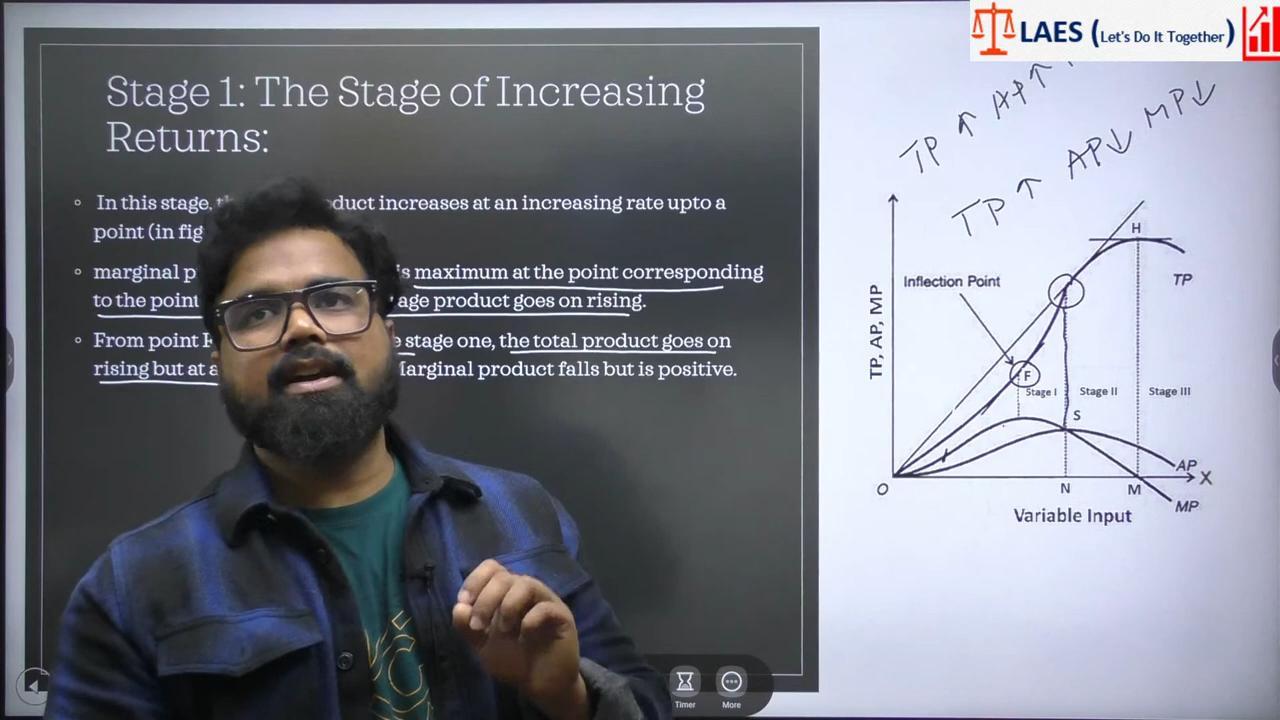 LAES (Let's Do It Together)
Stage 1: The Stage of Increasing
Returns:
In this stage, increases at an increasing rate upto a
point (in
marginal is maximum at the point corresponding
to the point product goes on rising.
From point stage one, the total product goes on
rising but at Marginal product falls but is positive.
TP ↑ AP ↑
TP ↑ AP ↓ MP ↓
H
Inflection Point
TP
TP, AP, MP
F
Stage I Stage II Stage III
S
AP
O N M X
MP
Variable Input
Timer More